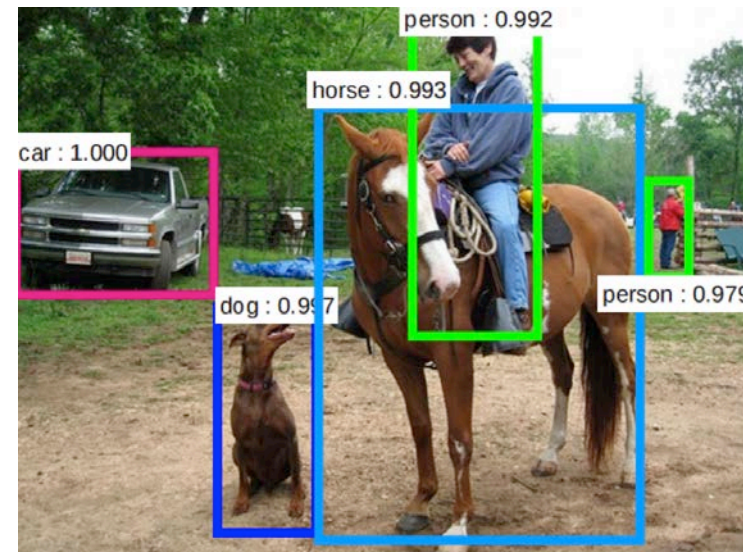 person : 0.992
horse : 0.993
car : 1.000
person : 0.979
dog : 0.997